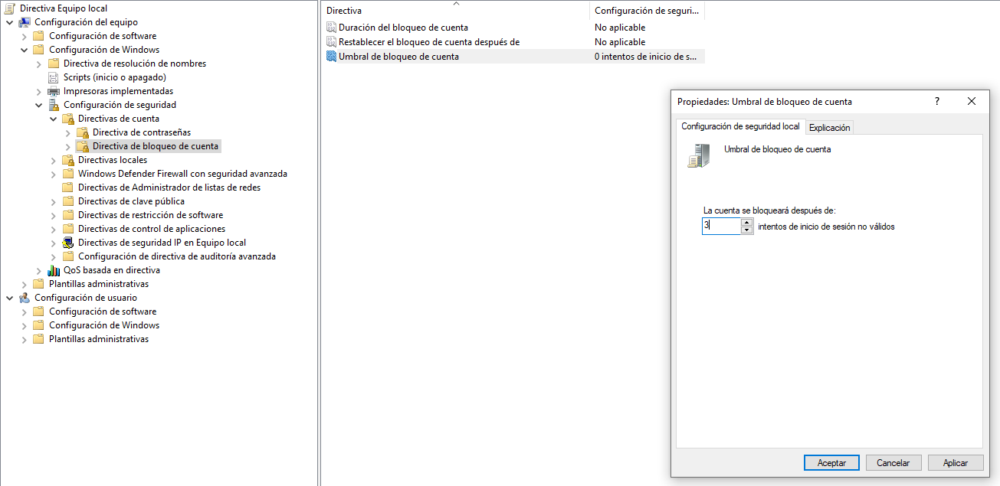 Directiva Equipo local
Configuración del equipo
Configuración de software
Configuración de Windows
Directiva de resolución de nombres
Scripts (inicio o apagado)
Impresoras implementadas
Configuración de seguridad
Directivas de cuenta
Directiva de contraseñas
Directiva de bloqueo de cuenta
Directivas locales
Windows Defender Firewall con seguridad avanzada
Directivas de Administrador de listas de redes
Directivas de clave pública
Directivas de restricción de software
Directivas de control de aplicaciones
Directivas de seguridad IP en Equipo local
Configuración de directiva de auditoría avanzada
QoS basada en directiva
Plantillas administrativas
Configuración de usuario
Configuración de software
Configuración de Windows
Plantillas administrativas
Directiva Configuración de seguri...
Duración del bloqueo de cuenta No aplicable
Restablecer el bloqueo de cuenta después de No aplicable
Umbral de bloqueo de cuenta 0 intentos de inicio de s...
Propiedades: Umbral de bloqueo de cuenta ?
Configuración de seguridad local Explicación
Umbral de bloqueo de cuenta
La cuenta se bloqueará después de:
3 intentos de inicio de sesión no válidos
Aceptar Cancelar Aplicar